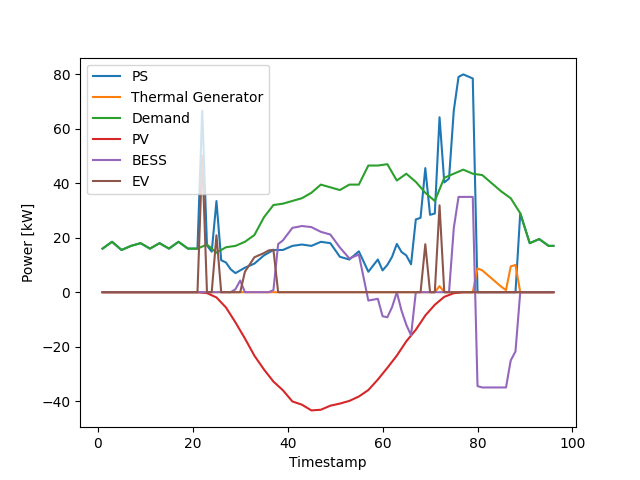 PS
Thermal Generator
Demand
PV
BESS
EV
80
60
40
20
0
−20
−40
Power [kW]
0 20 40 60 80 100
Timestamp